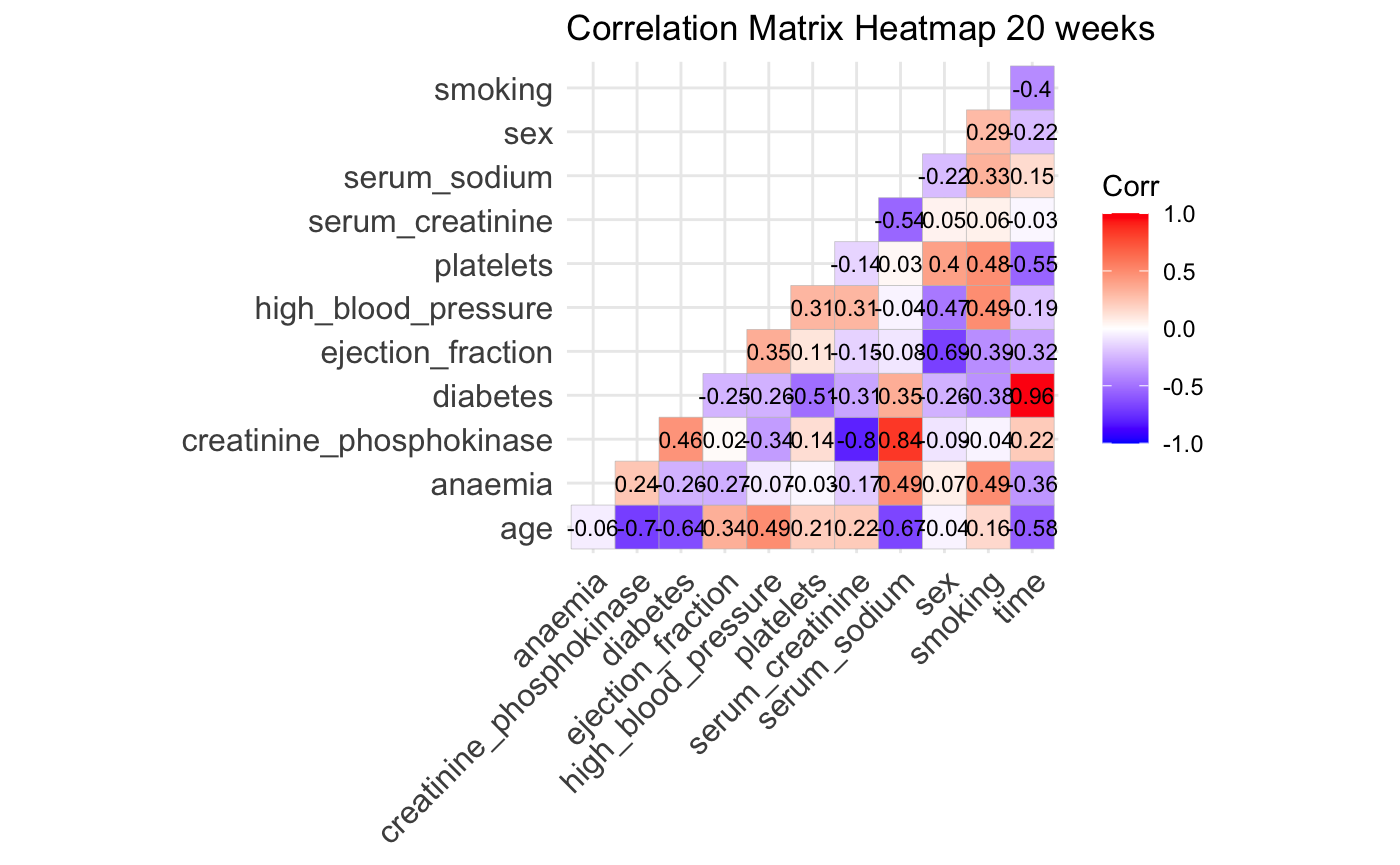 Correlation Matrix Heatmap 20 weeks
smoking -0.4
sex 0.29 -0.22
serum_sodium -0.22 0.33 0.15
serum_creatinine -0.54 0.05 0.06 -0.03
platelets -0.14 0.03 0.4 0.48 -0.55
high_blood_pressure 0.31 0.31 -0.04 -0.47 0.49 -0.19
ejection_fraction 0.35 0.11 -0.15 -0.08 -0.69 -0.39 -0.32
diabetes -0.25 -0.26 -0.51 -0.31 0.35 -0.26 -0.38 0.96
creatinine_phosphokinase 0.46 0.02 -0.34 0.14 -0.8 0.84 -0.09 -0.04 0.22
anaemia 0.24 -0.26 -0.27 -0.07 -0.03 -0.17 0.49 0.07 0.49 -0.36
age -0.06 -0.7 -0.64 0.34 0.49 0.21 0.22 -0.67 -0.04 0.16 -0.58
anaemia
creatinine_phosphokinase
diabetes
ejection_fraction
high_blood_pressure
platelets
serum_creatinine
serum_sodium
sex
smoking
time
Corr
1.0
0.5
0.0
-0.5
-1.0